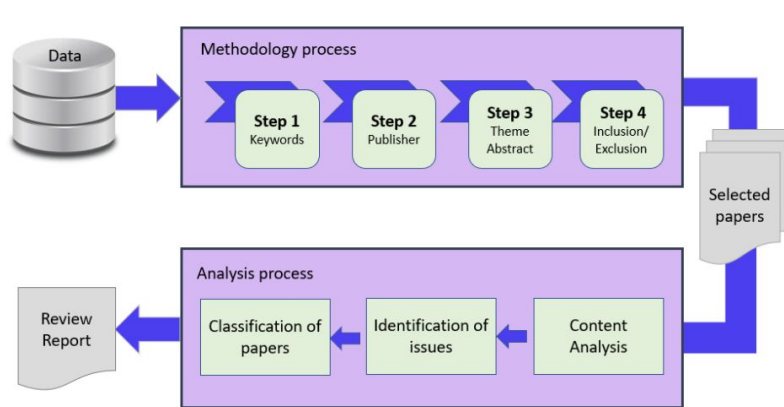 Data
Methodology process
Step 1
Keywords
Step 2
Publisher
Step 3
Theme
Abstract
Step 4
Inclusion/
Exclusion
Selected
papers
Analysis process
Content
Analysis
Identification of
issues
Classification of
papers
Review
Report